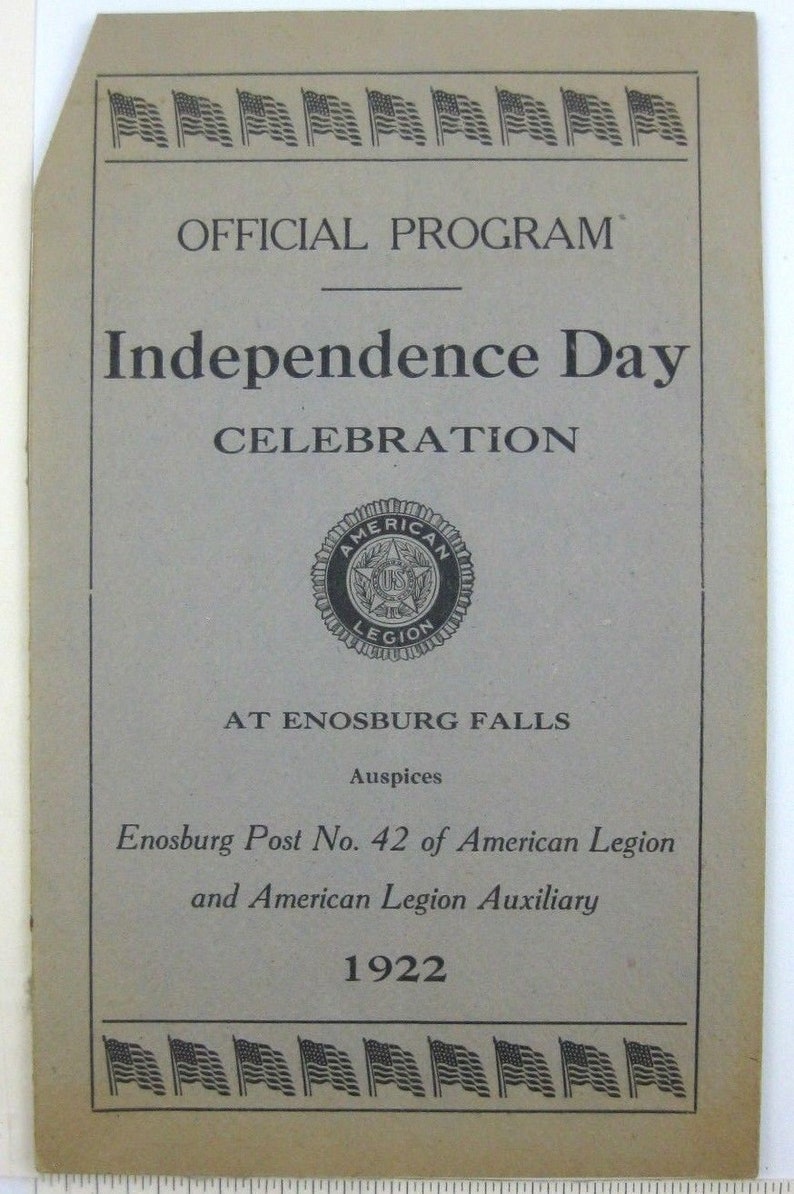 OFFICIAL PROGRAM
Independence Day
CELEBRATION
AMERICAN
US
LEGION
AT ENOSBURG FALLS
Auspices
Enosburg Post No. 42 of American Legion
and American Legion Auxiliary
1922